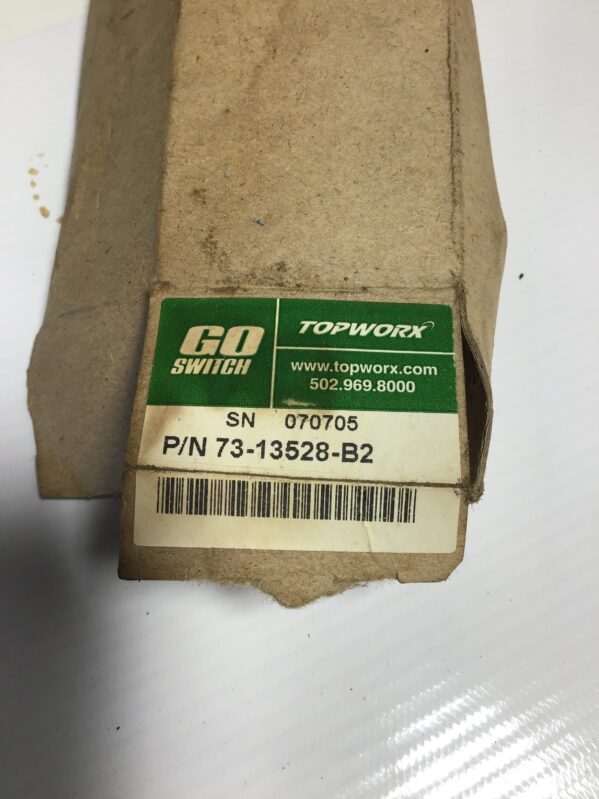 GO
SWITCH
TOPWORX
www.topworx.com
502.969.8000
SN 070705
P/N 73-13528-B2